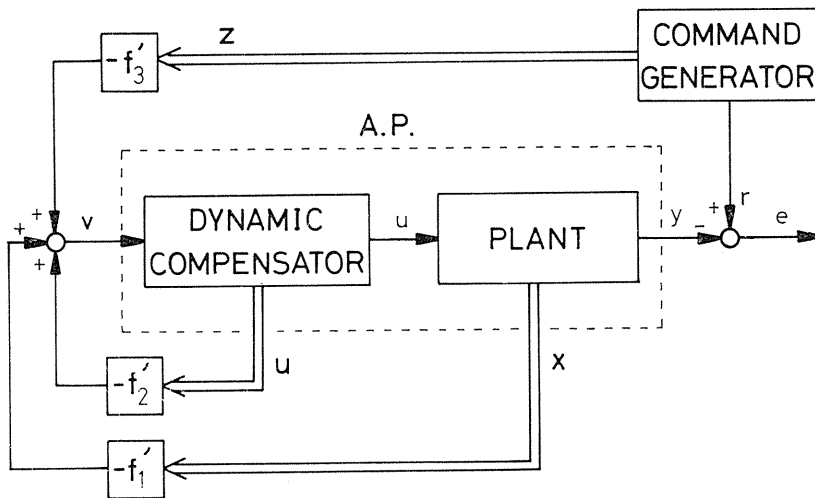 z
COMMAND
GENERATOR
-f₃′
A.P.
r
+
+
v
DYNAMIC
COMPENSATOR
u
PLANT
y
+
-
e
+
u
x
-f₂′
-f₁′